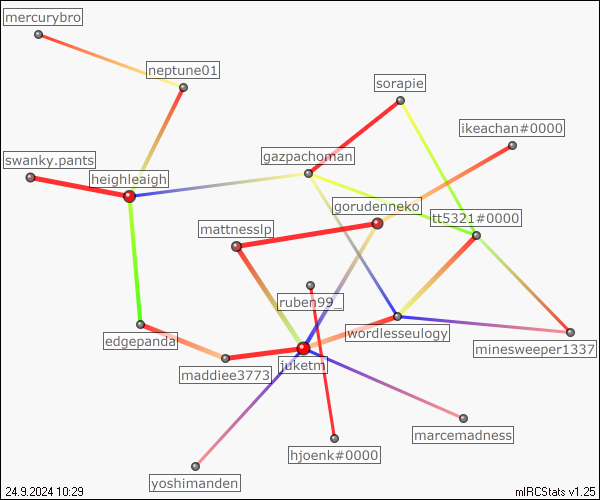 mercurybro
neptune01
sorapie
ikeachan#0000
swanky.pants
gazpachoman
heighleaigh
gorudenneko
tt5321#0000
mattnesslp
ruben99_
edgepanda
wordlesseulogy
minesweeper1337
juketm
maddiee3773
marcemadness
hjoenk#0000
yoshimanden
24.9.2024 10:29
mIRCStats v1.25